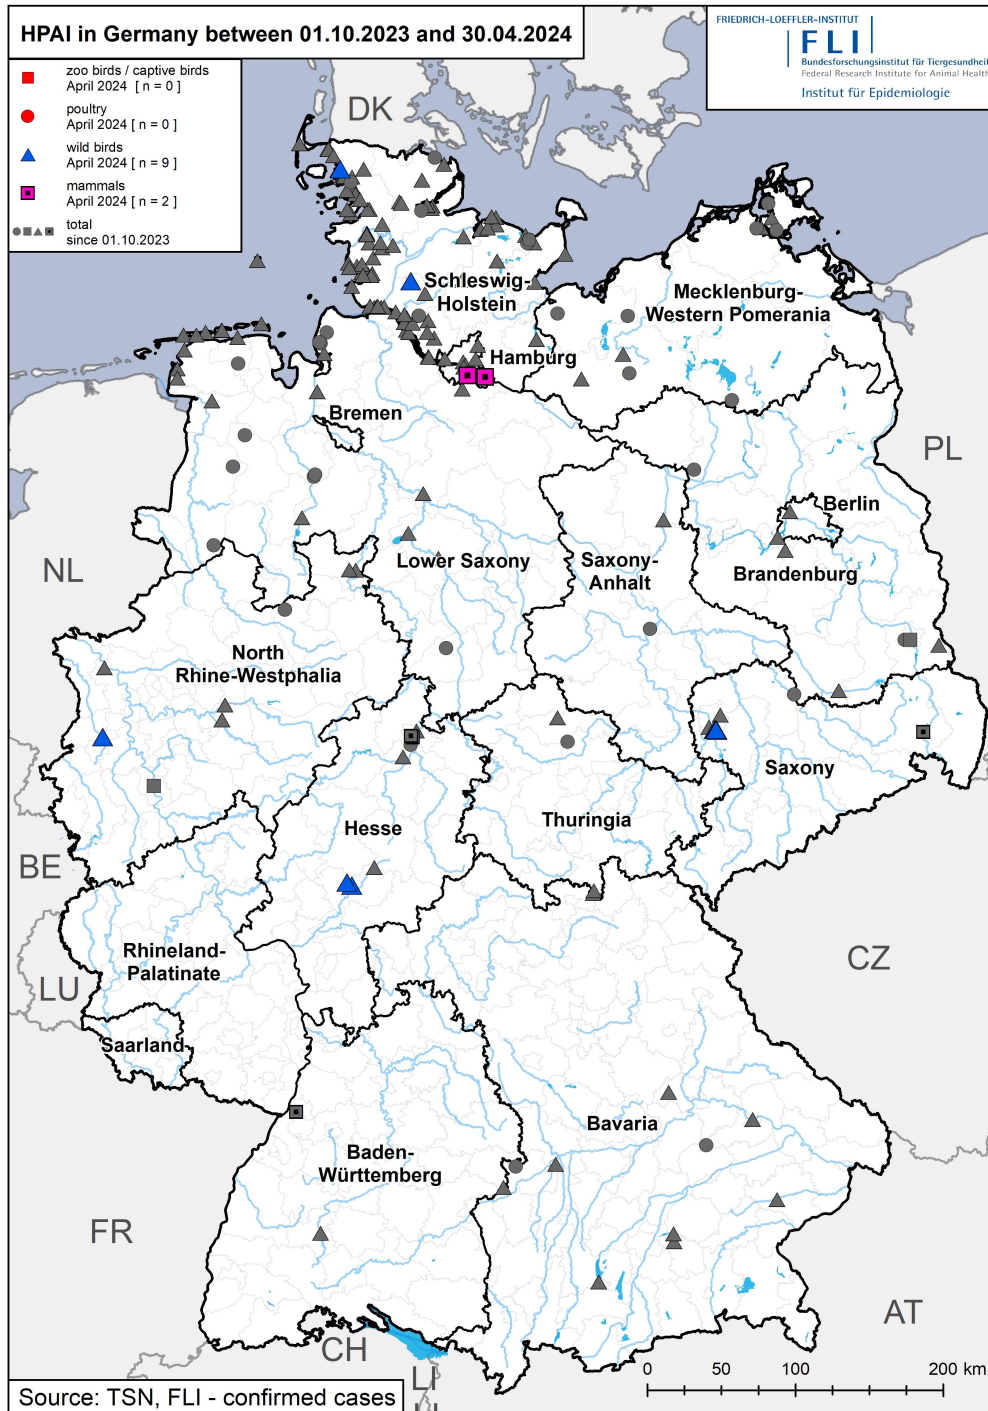 HPAI in Germany between 01.10.2023 and 30.04.2024
FRIEDRICH-LOEFFLER-INSTITUT
FLI
Bundesforschungsinstitut für Tiergesundheit
Federal Research Institute for Animal Health
Institut für Epidemiologie
zoo birds / captive birds
April 2024 [ n = 0 ]
poultry
April 2024 [ n = 0 ]
wild birds
April 2024 [ n = 9 ]
mammals
April 2024 [ n = 2 ]
total
since 01.10.2023
DK
Schleswig-
Holstein
Mecklenburg-
Western Pomerania
Hamburg
Bremen
PL
Berlin
NL
Lower Saxony
Saxony-
Anhalt
Brandenburg
North
Rhine-Westphalia
Saxony
Thuringia
Hesse
BE
Rhineland-
Palatinate
LU
CZ
Saarland
Bavaria
Baden-
Württemberg
FR
AT
CH
LI
0 50 100 200 km
Source: TSN, FLI - confirmed cases